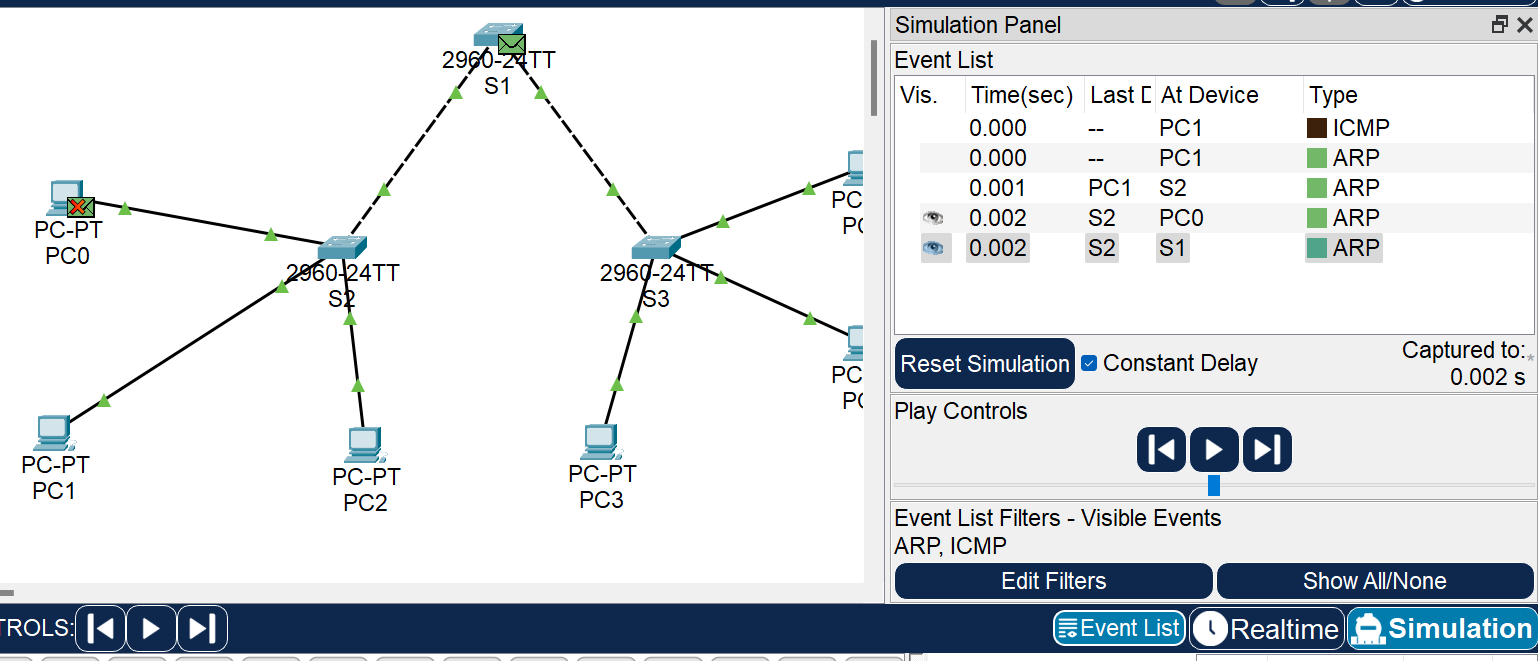 2960-24TT
S1
PC-PT
PC0
2960-24TT
S2
2960-24TT
S3
PC
PC
PC
PC
PC-PT
PC1
PC-PT
PC2
PC-PT
PC3
Simulation Panel
Event List
Vis. Time(sec) Last D At Device Type
0.000 -- PC1 ICMP
0.000 -- PC1 ARP
0.001 PC1 S2 ARP
0.002 S2 PC0 ARP
0.002 S2 S1 ARP
Reset Simulation Constant Delay Captured to: *
0.002 s
Play Controls
Event List Filters - Visible Events
ARP, ICMP
Edit Filters Show All/None
TROLS: Event List Realtime Simulation